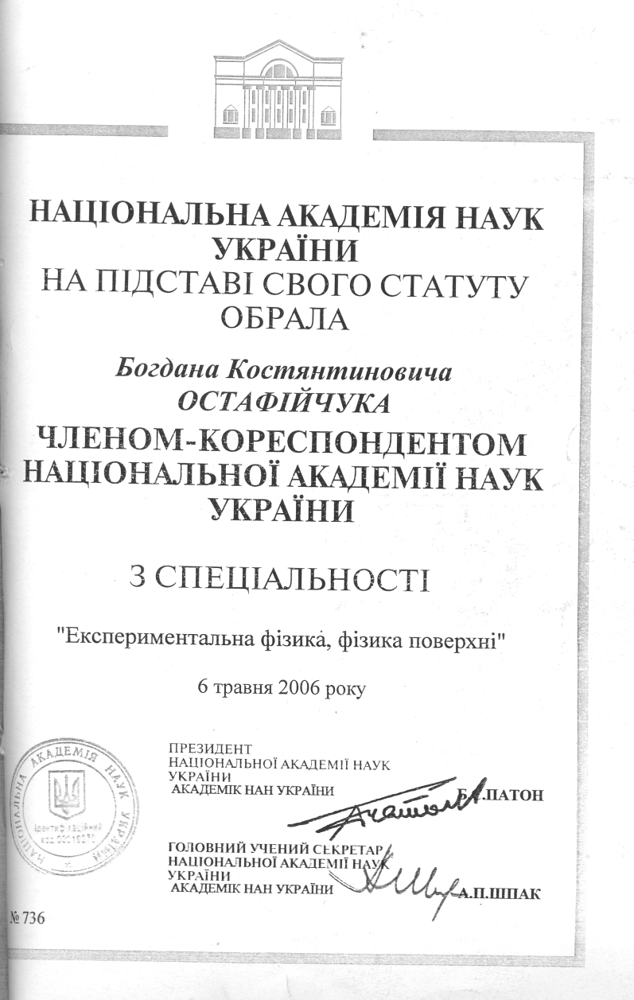 НАЦІОНАЛЬНА АКАДЕМІЯ НАУК
УКРАЇНИ
НА ПІДСТАВІ СВОГО СТАТУТУ
ОБРАЛА
Богдана Костянтиновича
ОСТАФІЙЧУКА
ЧЛЕНОМ-КОРЕСПОНДЕНТОМ
НАЦІОНАЛЬНОЇ АКАДЕМІЇ НАУК
УКРАЇНИ
З СПЕЦІАЛЬНОСТІ
"Експериментальна фізика, фізика поверхні"
6 травня 2006 року
ПРЕЗИДЕНТ
НАЦІОНАЛЬНОЇ АКАДЕМІЇ НАУК
УКРАЇНИ
АКАДЕМІК НАН УКРАЇНИ
Б.Є.ПАТОН
ГОЛОВНИЙ УЧЕНИЙ СЕКРЕТАР
НАЦІОНАЛЬНОЇ АКАДЕМІЇ НАУК
УКРАЇНИ
АКАДЕМІК НАН УКРАЇНИ
А.П.ШПАК
НАЦІОНАЛЬНА АКАДЕМІЯ НАУК УКРАЇНИ
Ідентифікаційний
код
№ 736